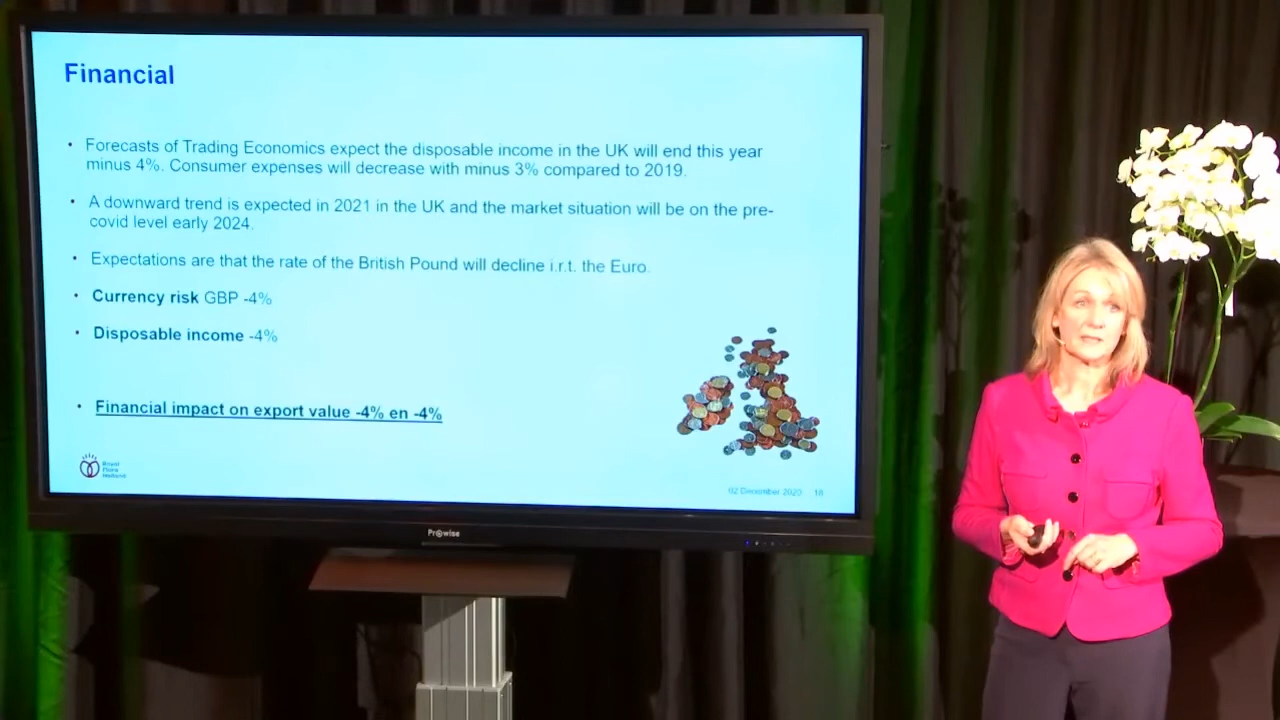 Financial
• Forecasts of Trading Economics expect the disposable income in the UK will end this year
minus 4%. Consumer expenses will decrease with minus 3% compared to 2019.
• A downward trend is expected in 2021 in the UK and the market situation will be on the pre-
covid level early 2024.
• Expectations are that the rate of the British Pound will decline i.r.t. the Euro.
• Currency risk GBP -4%
• Disposable income -4%
• Financial impact on export value -4% en -4%
Royal
Flora
Holland
02 December 2020 18
Prowise